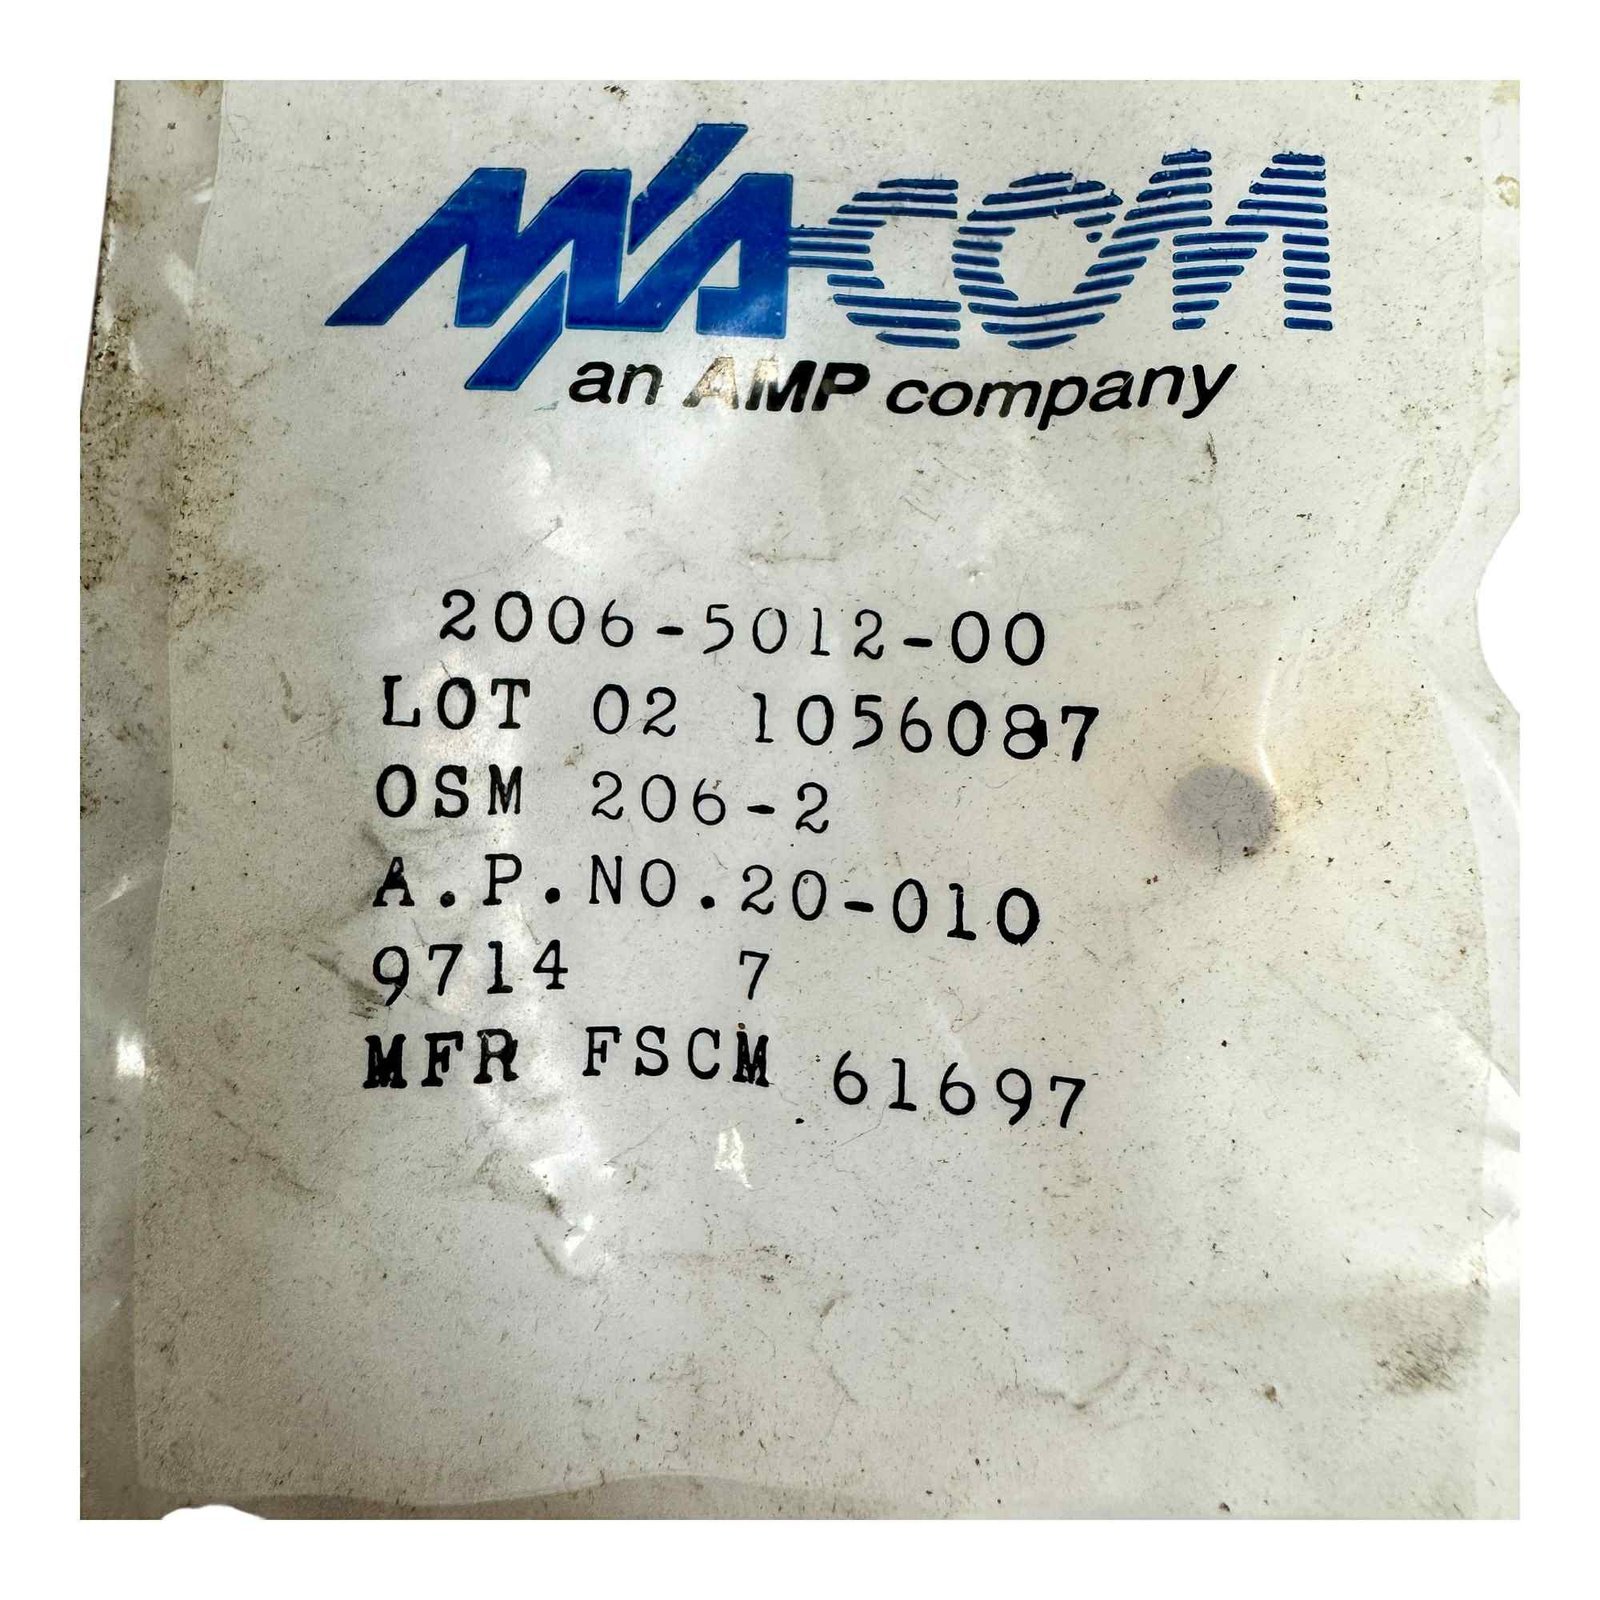 M/A-COM
an AMP company
2006-5012-00
LOT 02 1056087
OSM 206-2
A.P.NO.20-010
9714 7
MFR FSCM 61697